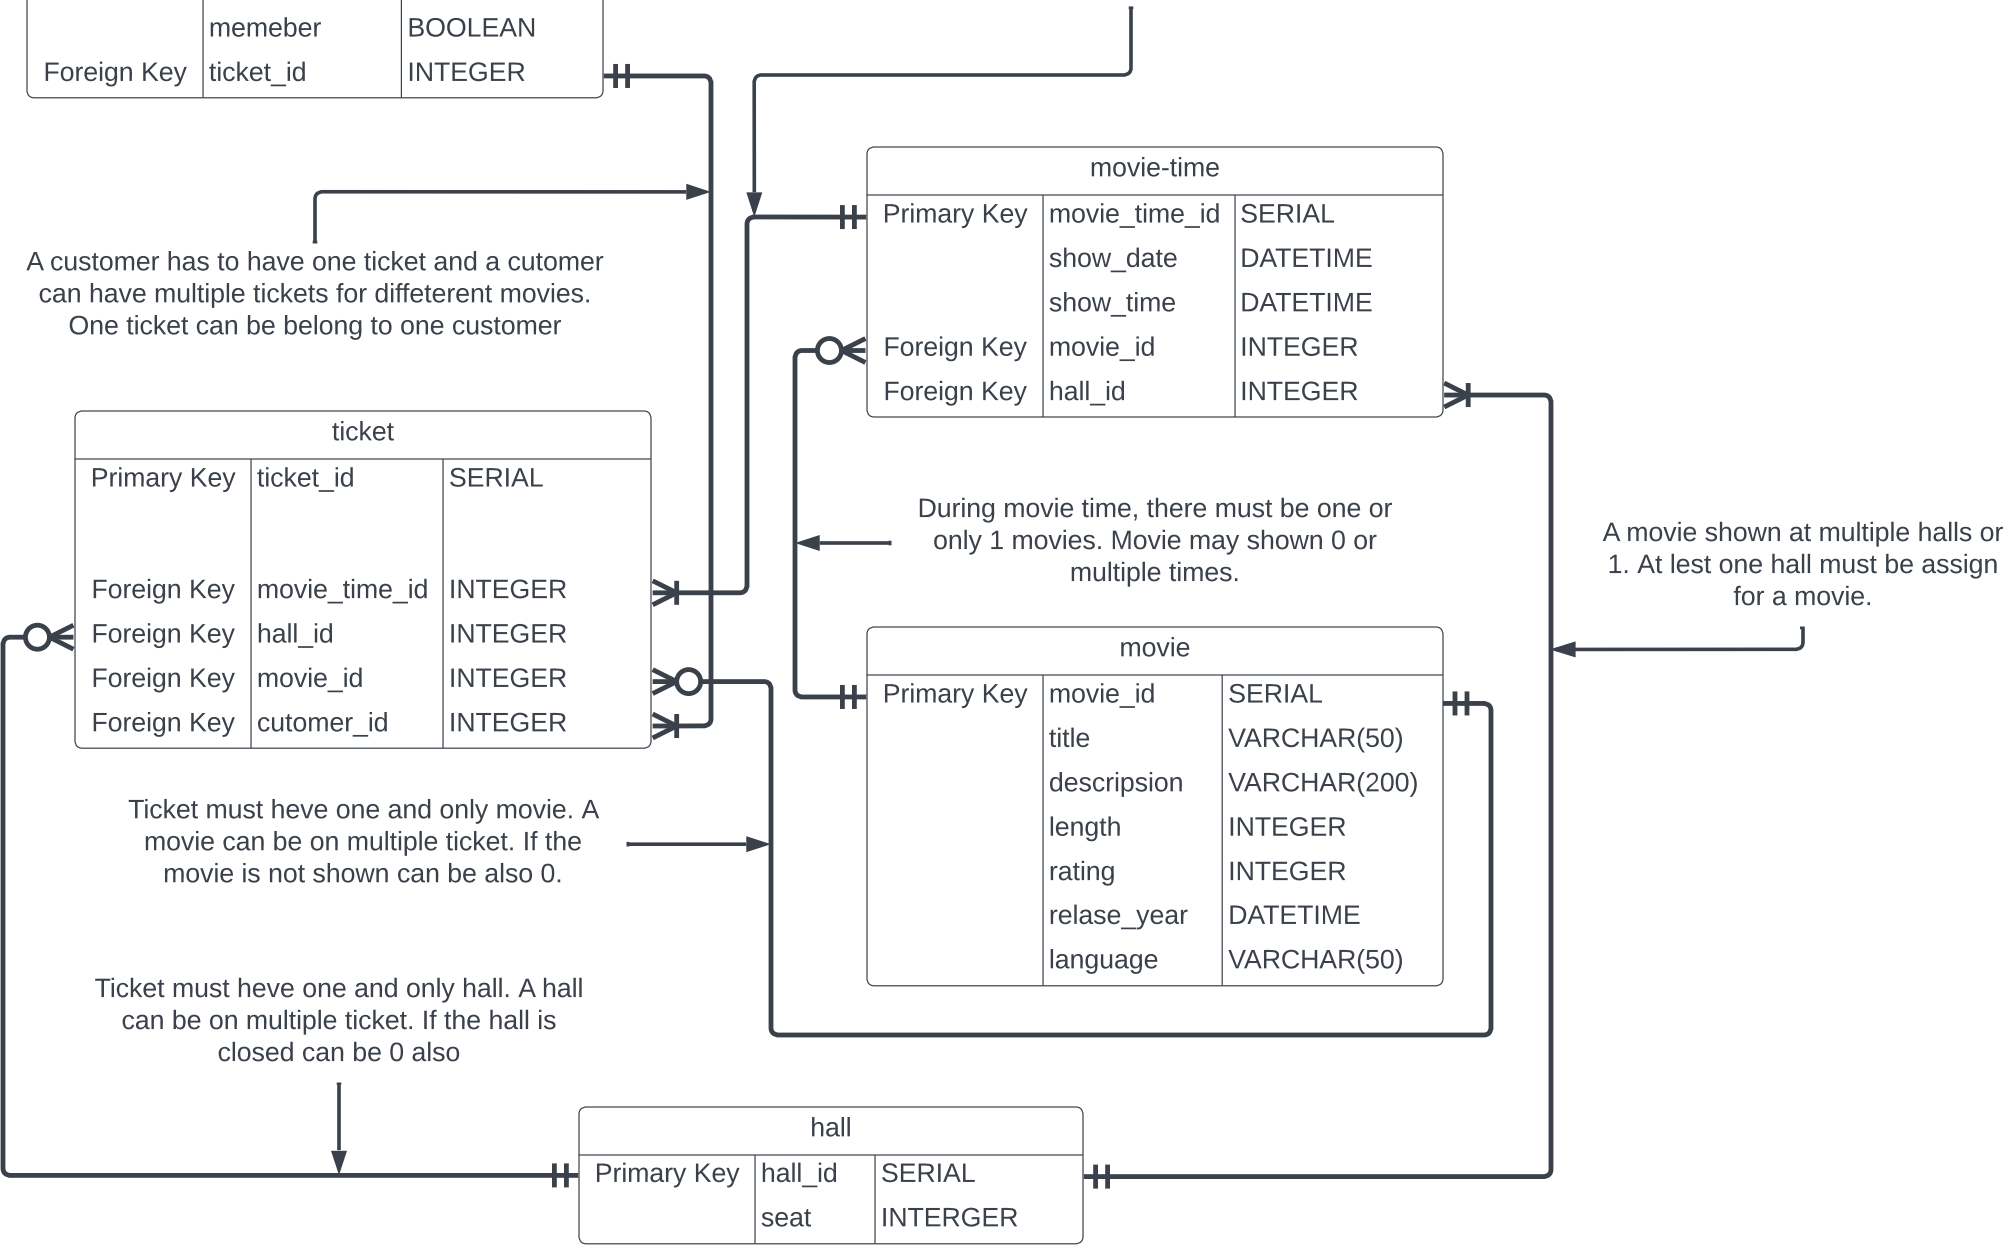 memeber BOOLEAN
Foreign Key ticket_id INTEGER
A customer has to have one ticket and a cutomer
can have multiple tickets for diffeterent movies.
One ticket can be belong to one customer
movie-time
Primary Key movie_time_id SERIAL
show_date DATETIME
show_time DATETIME
Foreign Key movie_id INTEGER
Foreign Key hall_id INTEGER
ticket
Primary Key ticket_id SERIAL
Foreign Key movie_time_id INTEGER
Foreign Key hall_id INTEGER
Foreign Key movie_id INTEGER
Foreign Key cutomer_id INTEGER
During movie time, there must be one or
only 1 movies. Movie may shown 0 or
multiple times.
A movie shown at multiple halls or
1. At lest one hall must be assign
for a movie.
movie
Primary Key movie_id SERIAL
title VARCHAR(50)
descripsion VARCHAR(200)
length INTEGER
rating INTEGER
relase_year DATETIME
language VARCHAR(50)
Ticket must heve one and only movie. A
movie can be on multiple ticket. If the
movie is not shown can be also 0.
Ticket must heve one and only hall. A hall
can be on multiple ticket. If the hall is
closed can be 0 also
hall
Primary Key hall_id SERIAL
seat INTERGER